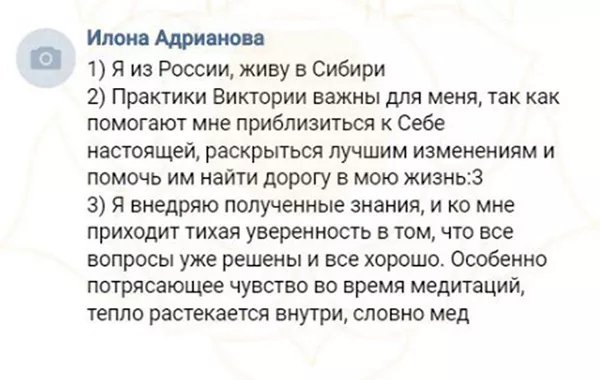 Илона Адрианова
1) Я из России, живу в Сибири
2) Практики Виктории важны для меня, так как
помогают мне приблизиться к Себе
настоящей, раскрыться лучшим изменениям и
помочь им найти дорогу в мою жизнь:3
3) Я внедряю полученные знания, и ко мне
приходит тихая уверенность в том, что все
вопросы уже решены и все хорошо. Особенно
потрясающее чувство во время медитаций,
тепло растекается внутри, словно мед